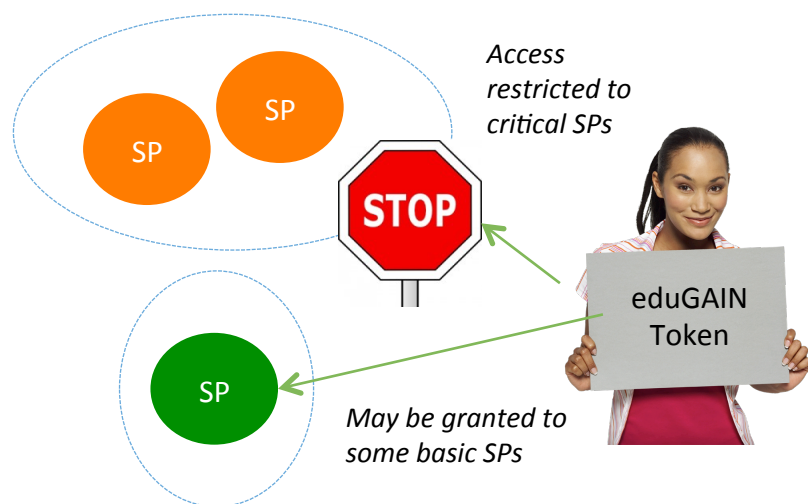 SP
SP
Access
restricted to
critical SPs
STOP
eduGAIN
Token
SP
May be granted to
some basic SPs